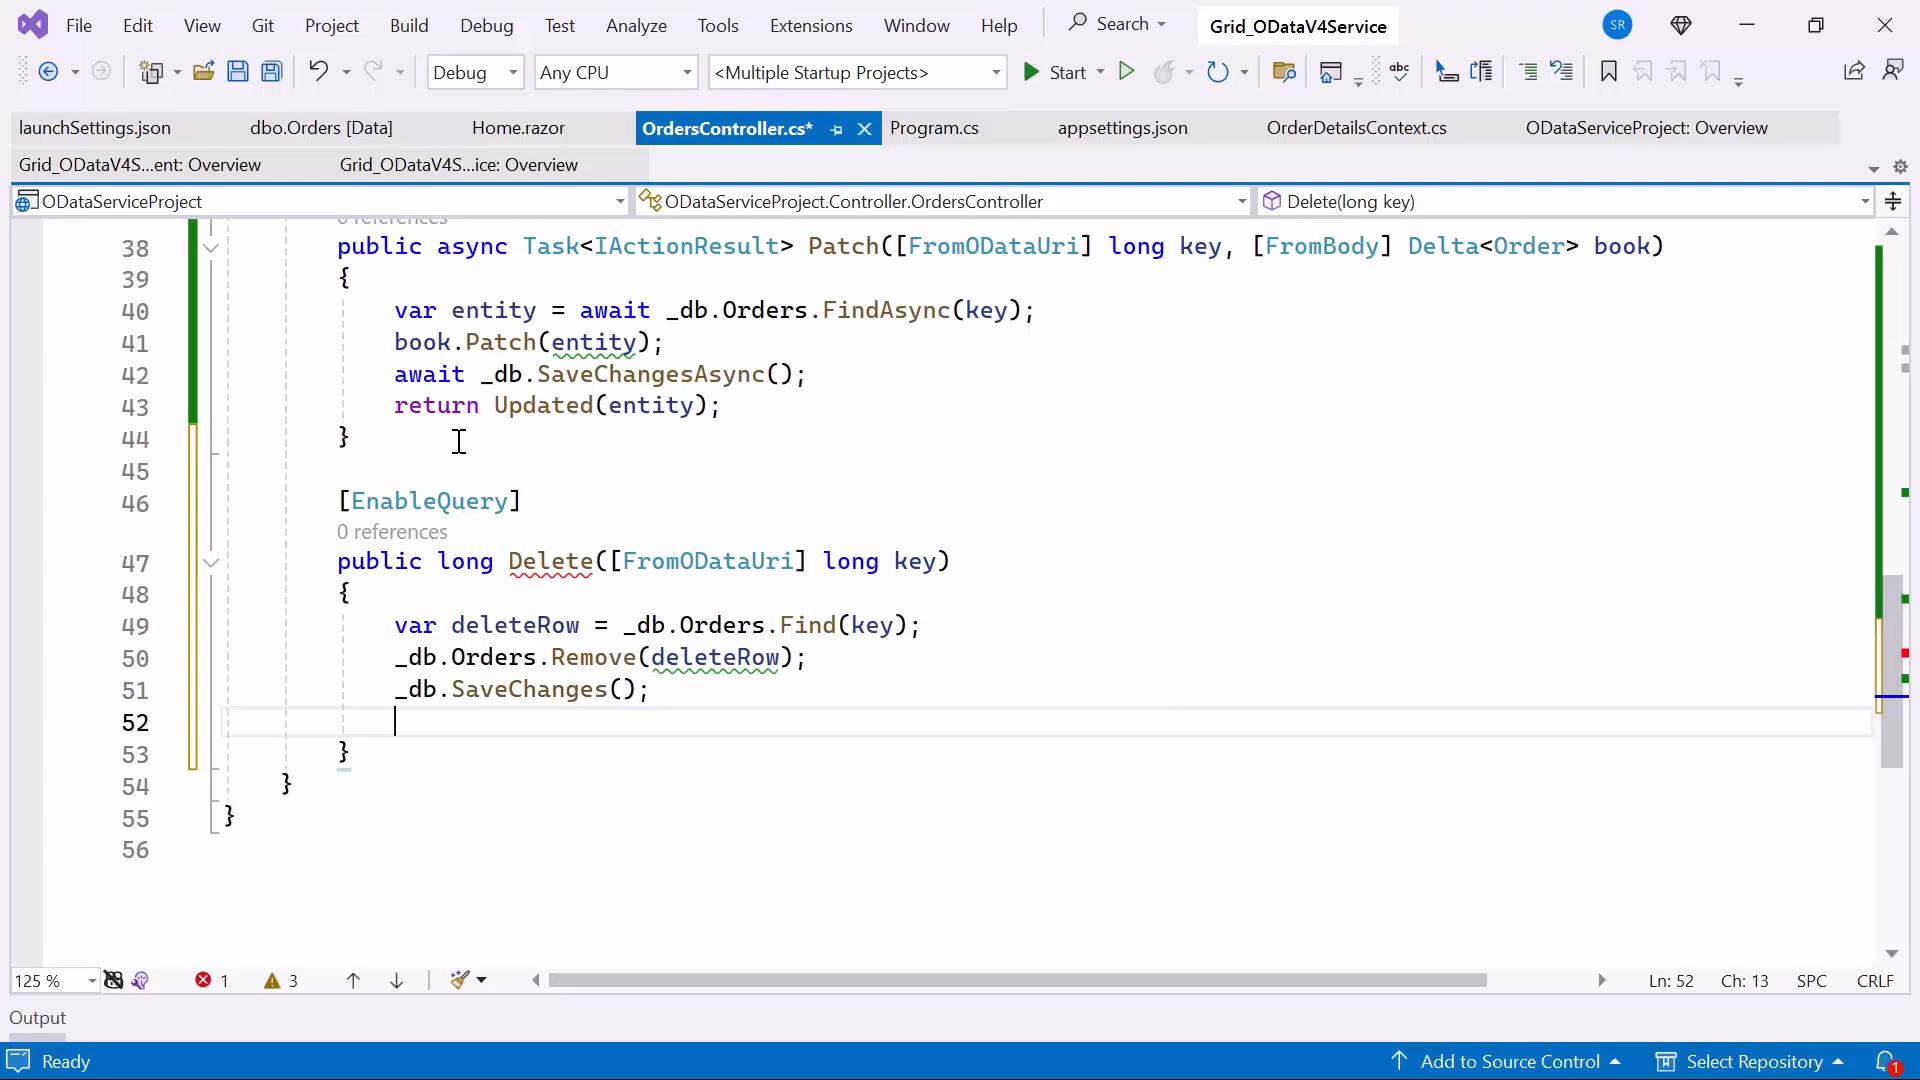 File Edit View Git Project Build Debug Test Analyze Tools Extensions Window Help Search Grid_ODataV4Service SR
Debug Any CPU <Multiple Startup Projects> Start abc
launchSettings.json dbo.Orders [Data] Home.razor OrdersController.cs* Program.cs appsettings.json OrderDetailsContext.cs ODataServiceProject: Overview
Grid_ODataV4S...ent: Overview Grid_ODataV4S...ice: Overview
ODataServiceProject ODataServiceProject.Controller.OrdersController Delete(long key)
0 references
38 public async Task<IActionResult> Patch([FromODataUri] long key, [FromBody] Delta<Order> book)
39 {
40 var entity = await _db.Orders.FindAsync(key);
41 book.Patch(entity);
42 await _db.SaveChangesAsync();
43 return Updated(entity);
44 }
45
46 [EnableQuery]
0 references
47 public long Delete([FromODataUri] long key)
48 {
49 var deleteRow = _db.Orders.Find(key);
50 _db.Orders.Remove(deleteRow);
51 _db.SaveChanges();
52
53 }
54 }
55 }
56
125 % 1 3 Ln: 52 Ch: 13 SPC CRLF
Output
Ready Add to Source Control Select Repository 1